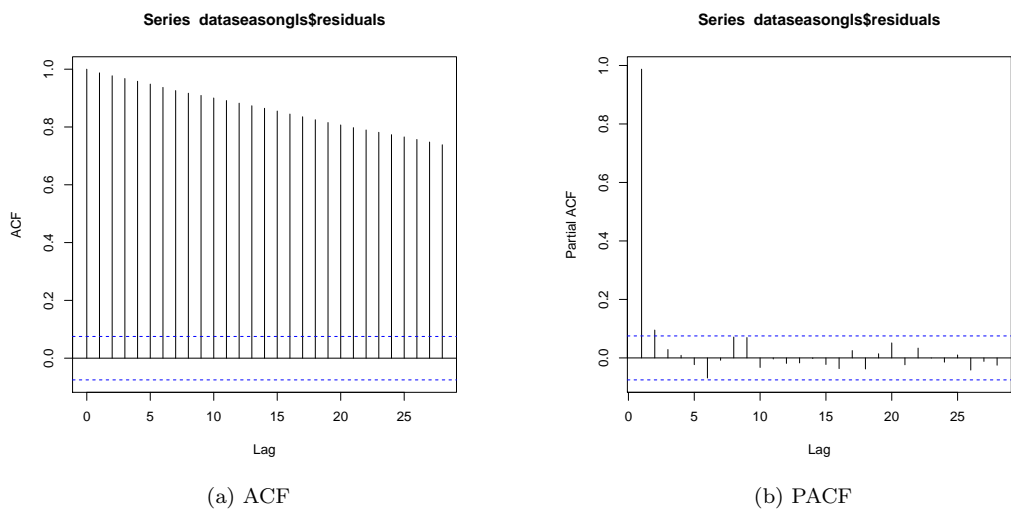 Series dataseasongls$residuals
ACF
0.0 0.2 0.4 0.6 0.8 1.0
0 5 10 15 20 25
Lag
(a) ACF
Series dataseasongls$residuals
Partial ACF
0.0 0.2 0.4 0.6 0.8 1.0
0 5 10 15 20 25
Lag
(b) PACF